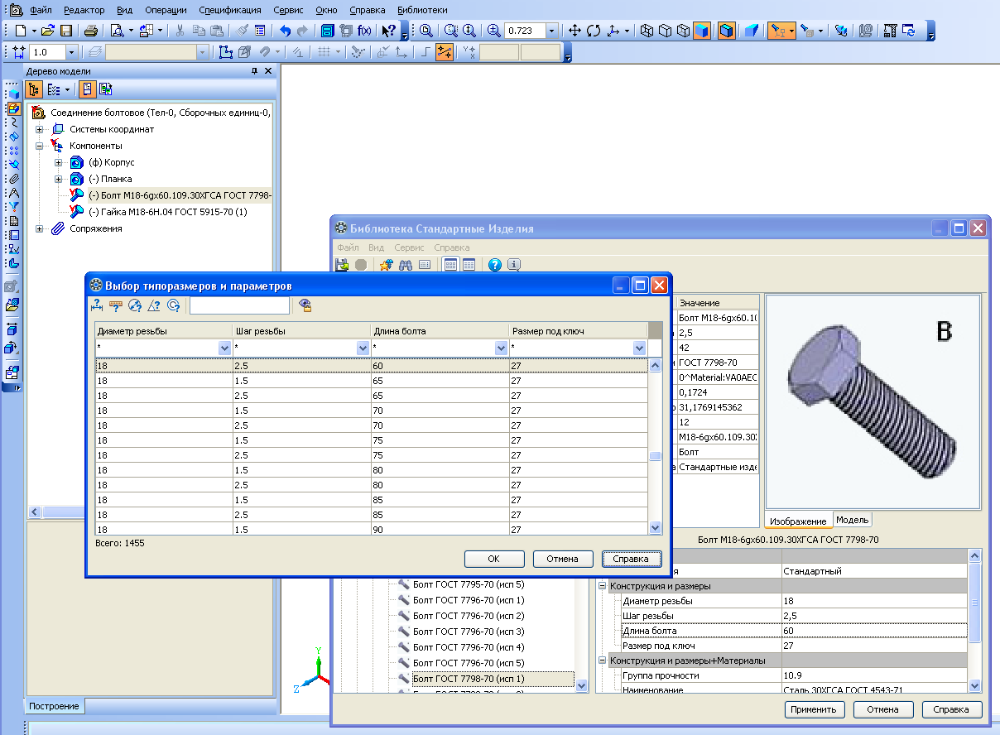 Файл Редактор Вид Операции Спецификация Сервис Окно Справка Библиотеки
f(x) 0.723
1.0
Дерево модели
Соединение болтовое (Тел-0, Сборочных единиц-0,
Системы координат
Компоненты
(ф) Корпус
(-) Планка
(-) Болт М18-6gx60.109.30ХГСА ГОСТ 7798-
(-) Гайка М18-6Н.04 ГОСТ 5915-70 (1)
Сопряжения
Построение
Библиотека Стандартные Изделия
Файл Вид Сервис Справка
Выбор типоразмеров и параметров
Диаметр резьбы Шаг резьбы Длина болта Размер под ключ
* * * *
18 2.5 60 27
18 1.5 65 27
18 2.5 65 27
18 1.5 70 27
18 2.5 70 27
18 1.5 75 27
18 2.5 75 27
18 1.5 80 27
18 2.5 80 27
18 1.5 85 27
18 2.5 85 27
18 1.5 90 27
Всего: 1455
OK Отмена Справка
Значение
Болт М18-6gx60.1(
2,5
42
ГОСТ 7798-70
0^Material:VA0AEC
0,1724
31,1769145362
12
М18-6gx60.109.30
Болт
Стандартные изде
B
Изображение Модель
Болт М18-6gx60.109.30ХГСА ГОСТ 7798-70
Болт ГОСТ 7795-70 (исп 5)
Болт ГОСТ 7796-70 (исп 1)
Болт ГОСТ 7796-70 (исп 2)
Болт ГОСТ 7796-70 (исп 3)
Болт ГОСТ 7796-70 (исп 4)
Болт ГОСТ 7796-70 (исп 5)
Болт ГОСТ 7798-70 (исп 1)
я Стандартный
Конструкция и размеры
Диаметр резьбы 18
Шаг резьбы 2,5
Длина болта 60
Размер под ключ 27
Конструкция и размеры+Материалы
Группа прочности 10.9
Наименование Сталь 30ХГСА ГОСТ 4543-71
Применить Отмена Справка
Y
Z